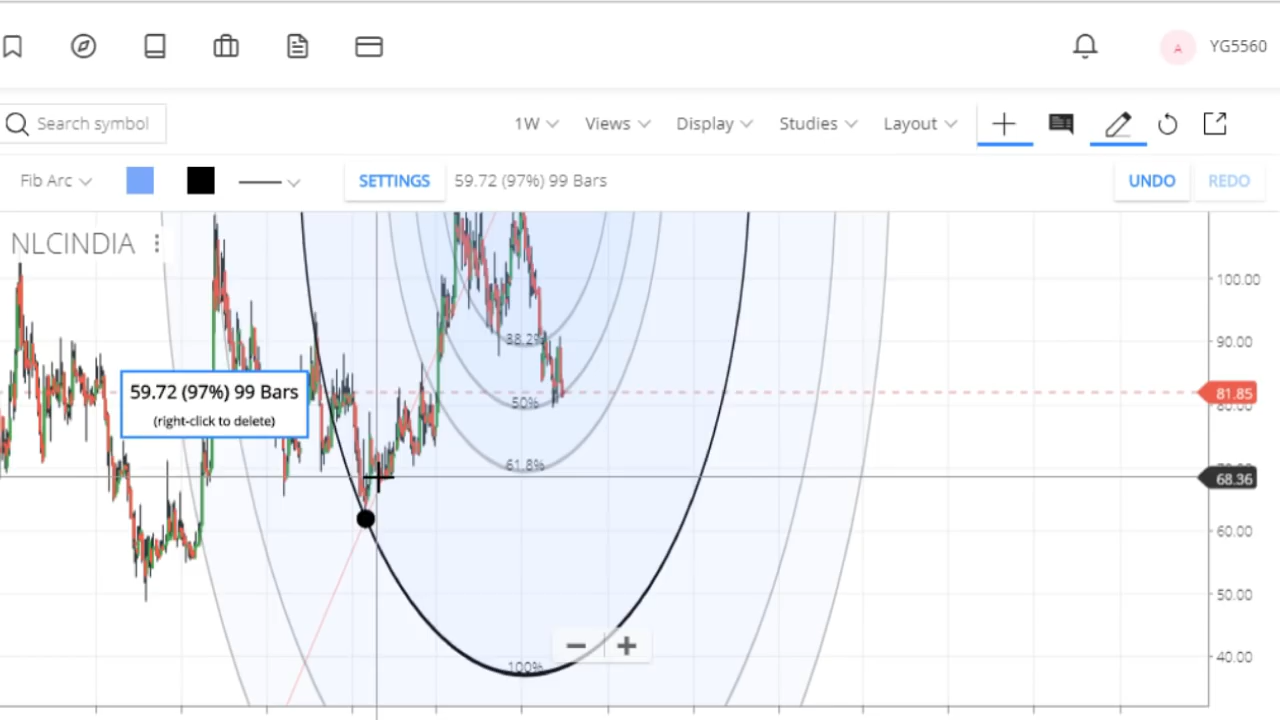 A YG5560
Search symbol 1W Views Display Studies Layout
Fib Arc SETTINGS 59.72 (97%) 99 Bars UNDO REDO
NLCINDIA
100.00
38.2%
90.00
59.72 (97%) 99 Bars
(right-click to delete)
81.85
50%
80.00
61.8%
68.36
60.00
50.00
40.00
100%